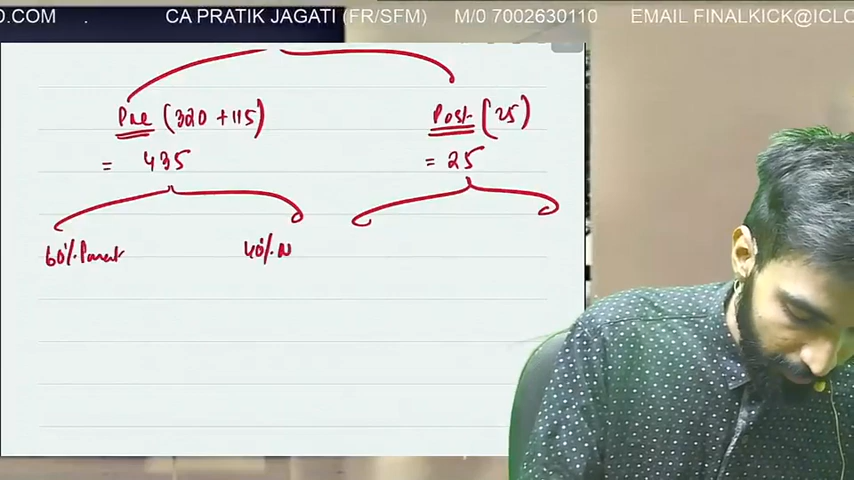 D.COM . CA PRATIK JAGATI (FR/SFM) M/0 7002630110 EMAIL FINALKICK@ICLO
Pre (320 + 115) Post (25)
= 435 = 25
60% Parent 40% N